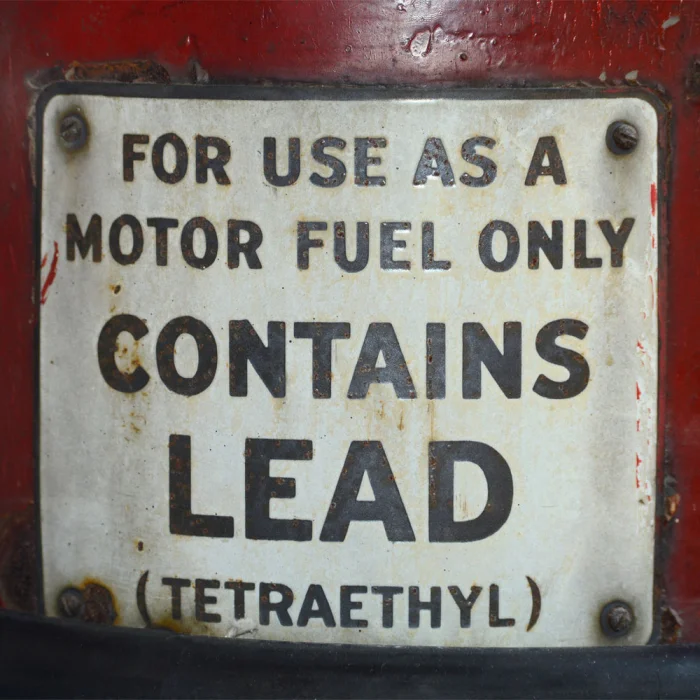 FOR USE AS A
MOTOR FUEL ONLY
CONTAINS
LEAD
(TETRAETHYL)